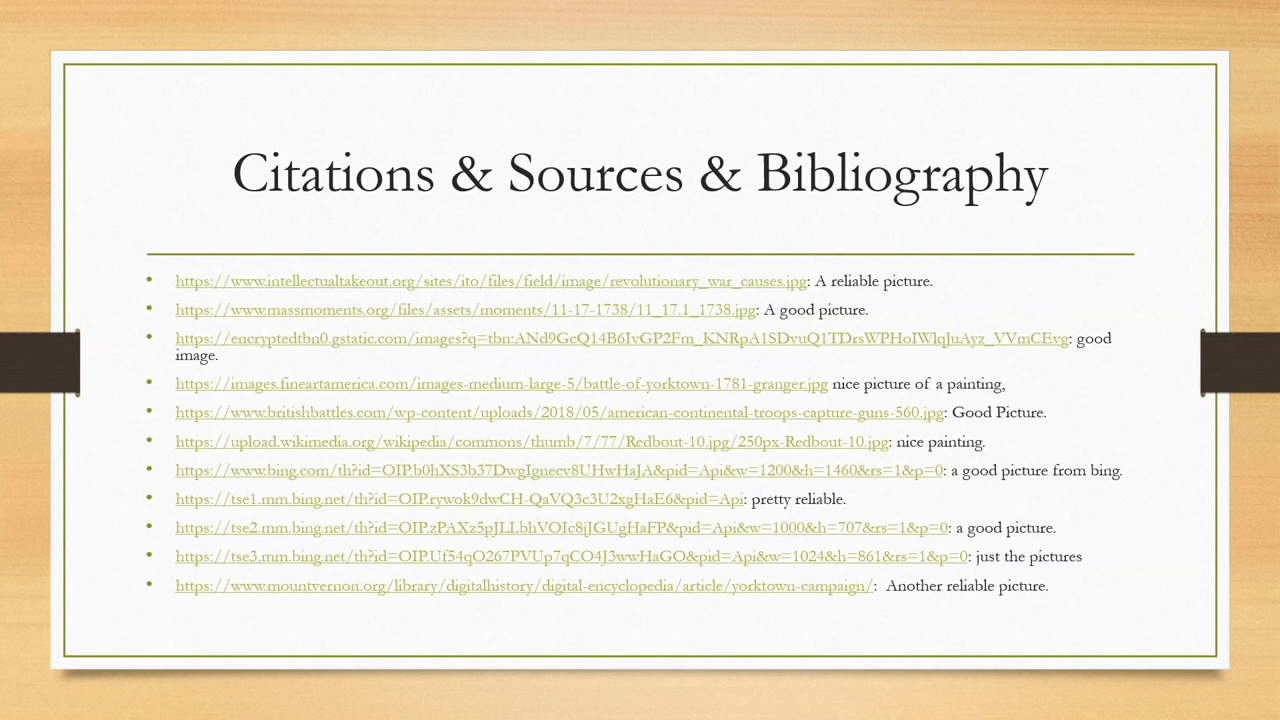 Citations & Sources & Bibliography
• https://www.intellectualtakeout.org/sites/ito/files/field/image/revolutionary_war_causes.jpg: A reliable picture.
• https://www.massmoments.org/files/assets/moments/11-17-1738/11_17.1_1738.jpg: A good picture.
• https://encryptedtbn0.gstatic.com/images?q=tbn:ANd9GcQ14B6IvGP2Fm_KNRpA1SDvuQ1TDrsWPHoIWlqJuAyz_VVmCEvg: good
image.
• https://images.fineartamerica.com/images-medium-large-5/battle-of-yorktown-1781-granger.jpg nice picture of a painting,
• https://www.britishbattles.com/wp-content/uploads/2018/05/american-continental-troops-capture-guns-560.jpg: Good Picture.
• https://upload.wikimedia.org/wikipedia/commons/thumb/7/77/Redbout-10.jpg/250px-Redbout-10.jpg: nice painting.
• https://www.bing.com/th?id=OIP.b0hXS3b37DwgIgnecv8UHwHaJA&pid=Api&w=1200&h=1460&rs=1&p=0: a good picture from bing.
• https://tse1.mm.bing.net/th?id=OIP.rywok9dwCH-QaVQ3c3U2xgHaE6&pid=Api: pretty reliable.
• https://tse2.mm.bing.net/th?id=OIP.zPAXz5pJLLbhVOIc8jJGUgHaFP&pid=Api&w=1000&h=707&rs=1&p=0: a good picture.
• https://tse3.mm.bing.net/th?id=OIP.Uf54qO267PVUp7qCO4J3wwHaGO&pid=Api&w=1024&h=861&rs=1&p=0: just the pictures
• https://www.mountvernon.org/library/digitalhistory/digital-encyclopedia/article/yorktown-campaign/:  Another reliable picture.